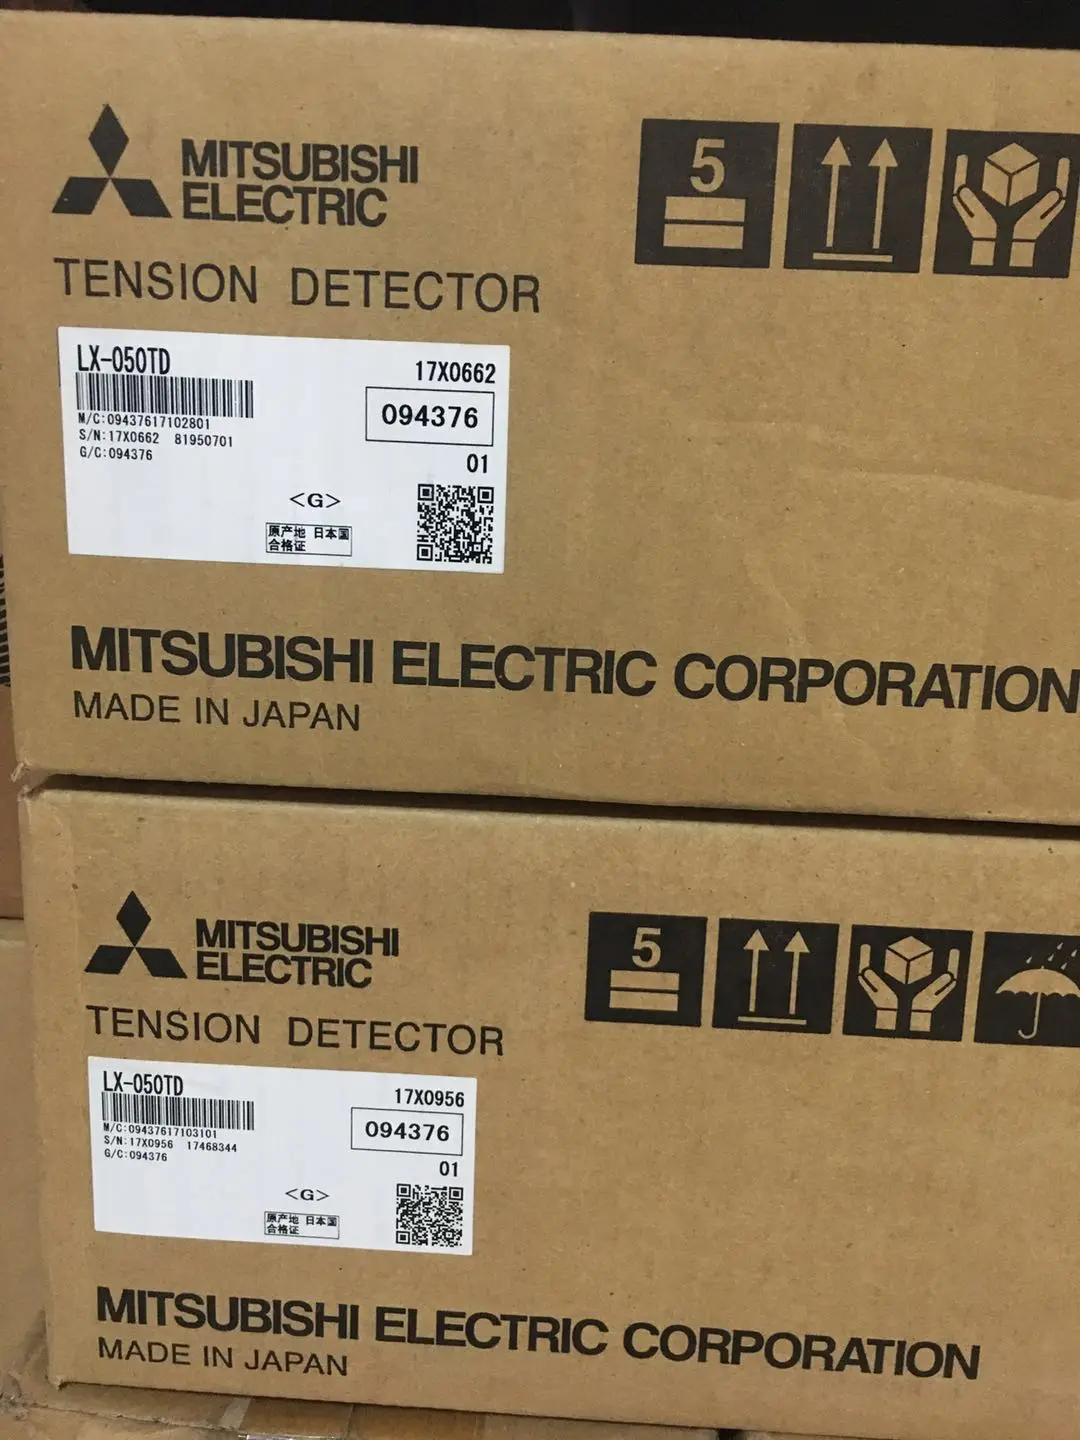 MITSUBISHI
ELECTRIC
5
TENSION DETECTOR
LX-050TD
17X0662
094376
M/C:09437617102801
S/N:17X0662 81950701
G/C:094376
01
<G>
原产地 日本国
合格证
MITSUBISHI ELECTRIC CORPORATION
MADE IN JAPAN
MITSUBISHI
ELECTRIC
5
TENSION DETECTOR
LX-050TD
17X0956
094376
M/C:09437617103101
S/N:17X0956 17468344
G/C:094376
01
<G>
原产地 日本国
合格证
MITSUBISHI ELECTRIC CORPORATION
MADE IN JAPAN